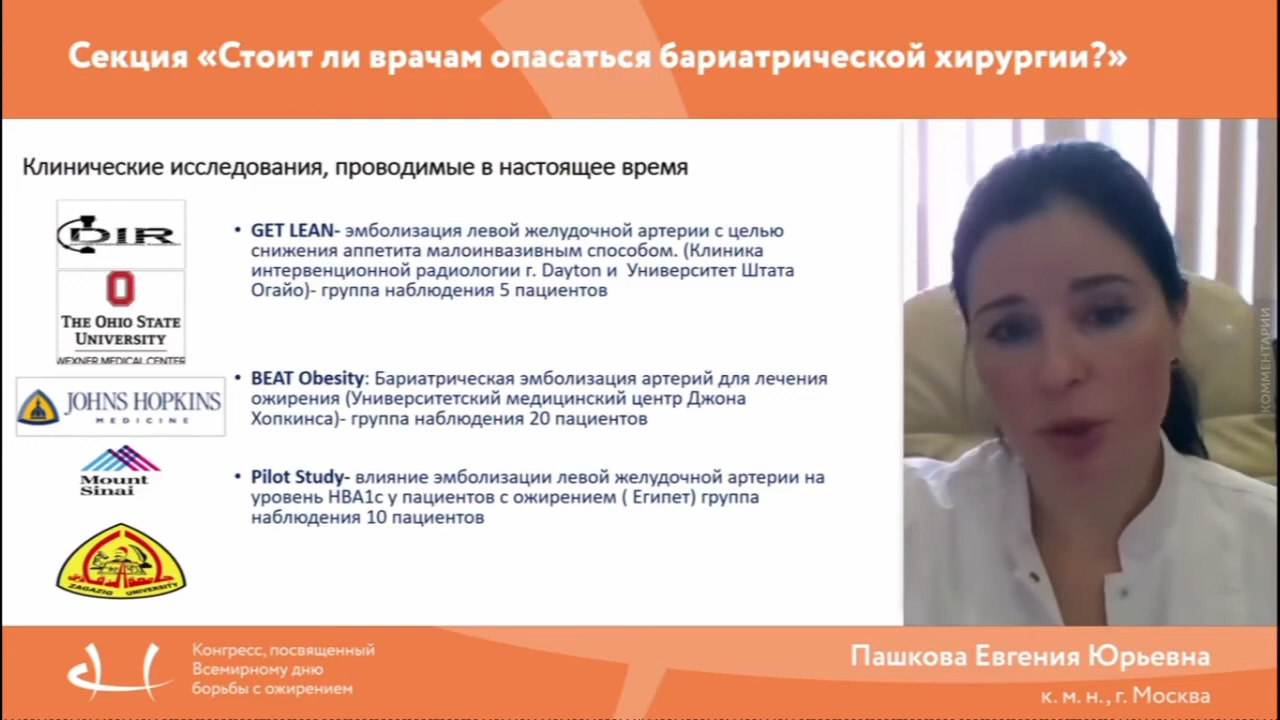 Секция «Стоит ли врачам опасаться бариатрической хирургии?»
Клинические исследования, проводимые в настоящее время
DIR
THE OHIO STATE
UNIVERSITY
WEXNER MEDICAL CENTER
JOHNS HOPKINS
MEDICINE
Mount
Sinai
ZAGAZIG UNIVERSITY
• GET LEAN- эмболизация левой желудочной артерии с целью
снижения аппетита малоинвазивным способом. (Клиника
интервенционной радиологии г. Dayton и Университет Штата
Огайо)- группа наблюдения 5 пациентов
• BEAT Obesity: Бариатрическая эмболизация артерий для лечения
ожирения (Университетский медицинский центр Джона
Хопкинса)- группа наблюдения 20 пациентов
• Pilot Study- влияние эмболизации левой желудочной артерии на
уровень HBA1c у пациентов с ожирением ( Египет) группа
наблюдения 10 пациентов
КОММЕНТАРИИ
Конгресс, посвященный
Всемирному дню
борьбы с ожирением
Пашкова Евгения Юрьевна
к. м. н., г. Москва